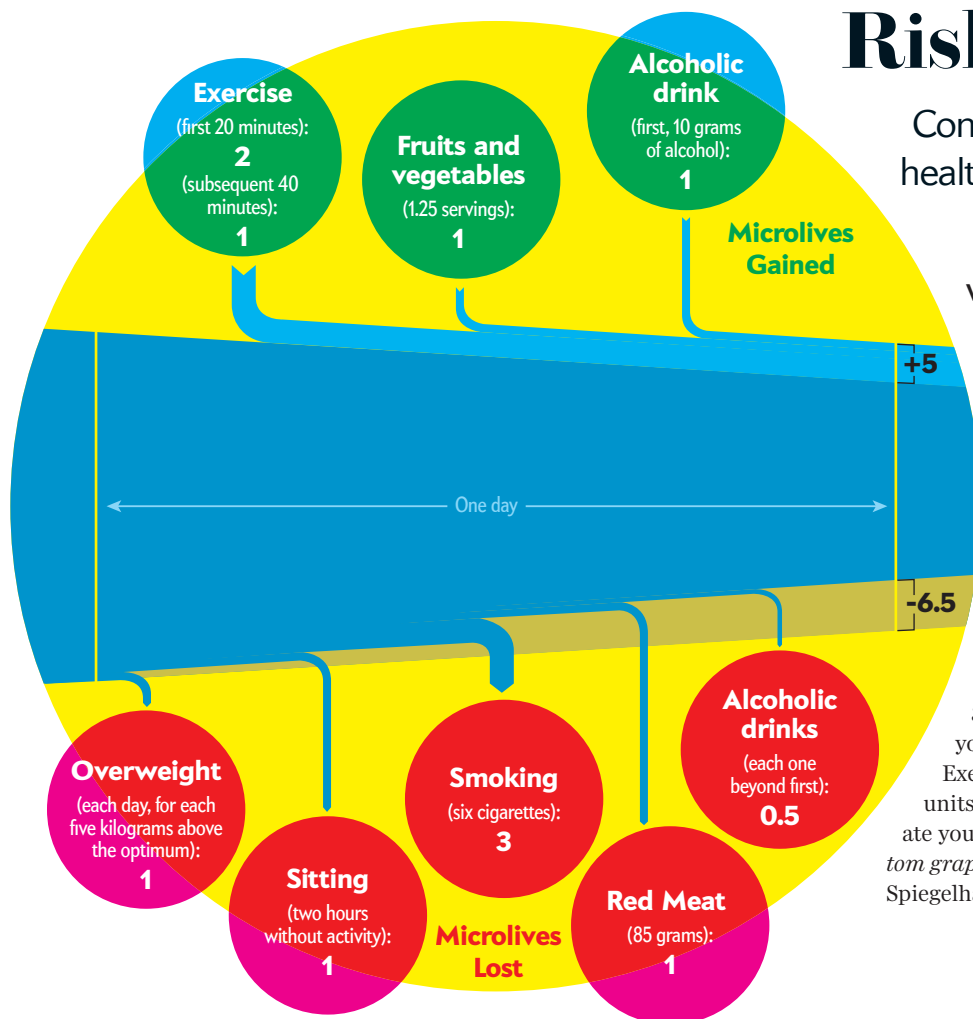 Risk
Con
healt
v
Exercise
(first 20 minutes):
2
(subsequent 40
minutes):
1
Fruits and
vegetables
(1.25 servings):
1
Alcoholic
drink
(first, 10 grams
of alcohol):
1
Microlives
Gained
+5
One day
-6.5
Overweight
(each day, for each
five kilograms above
the optimum):
1
Sitting
(two hours
without activity):
1
Smoking
(six cigarettes):
3
Microlives
Lost
Red Meat
(85 grams):
1
Alcoholic
drinks
(each one
beyond first):
0.5
yo
Exe
units
ate you
tom grap
Spiegelh